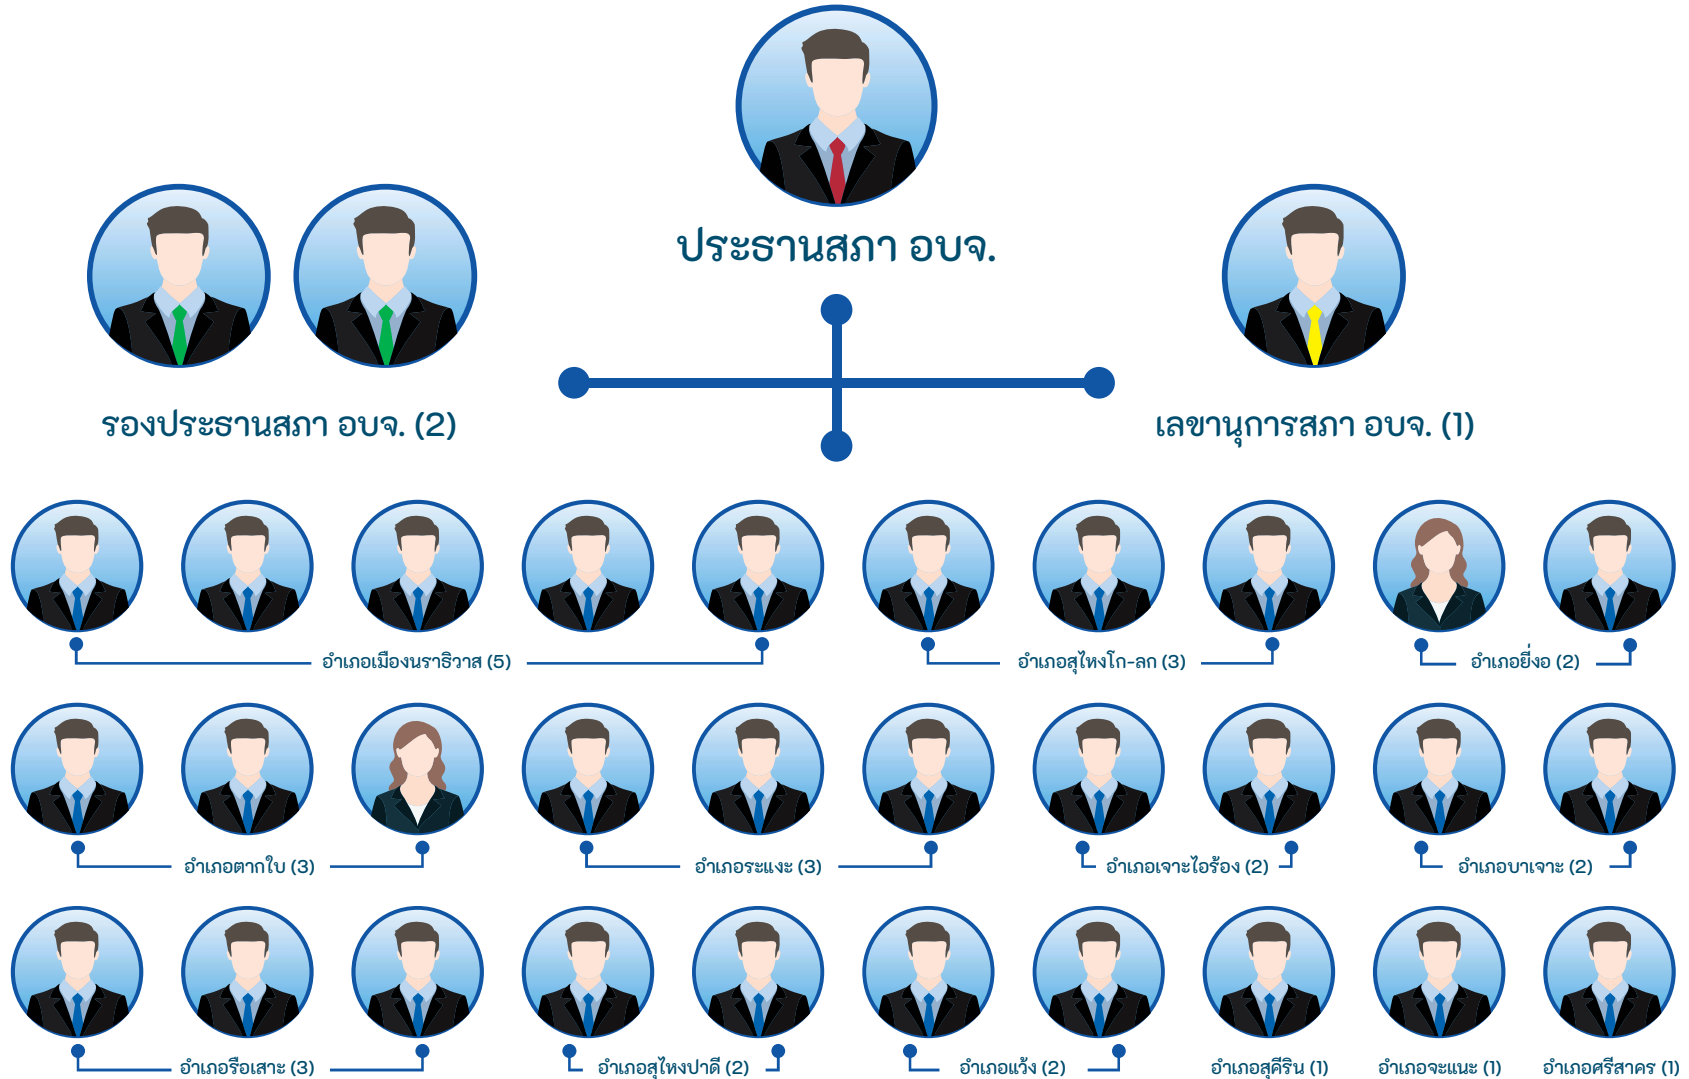 ประธานสภา อบจ.
รองประธานสภา อบจ. (2)
เลขานุการสภา อบจ. (1)
อำเภอเมืองนราธิวาส (5)
อำเภอสุไหงโก-ลก (3)
อำเภอยี่งอ (2)
อำเภอตากใบ (3)
อำเภอระแงะ (3)
อำเภอเจาะไอร้อง (2)
อำเภอบาเจาะ (2)
อำเภอรือเสาะ (3)
อำเภอสุไหงปาดี (2)
อำเภอแว้ง (2)
อำเภอสุคีริน (1)
อำเภอจะแนะ (1)
อำเภอศรีสาคร (1)